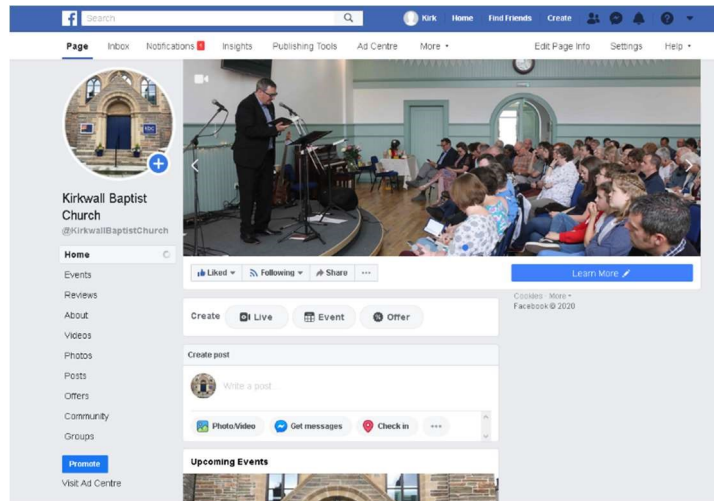 Search
Kirk Home Find Friends Create
Page Inbox Notifications Insights Publishing Tools Ad Centre More Edit Page Info Settings Help
Kirkwall Baptist
Church
@KirkwallBaptistChurch
Home
Events
Reviews
About
Videos
Photos
Posts
Offers
Community
Groups
Promote
Visit Ad Centre
Liked Following Share
Learn More
Cookies · More
Facebook © 2020
Create Live Event Offer
Create post
Write a post
Photo/Video Get messages Check in
Upcoming Events